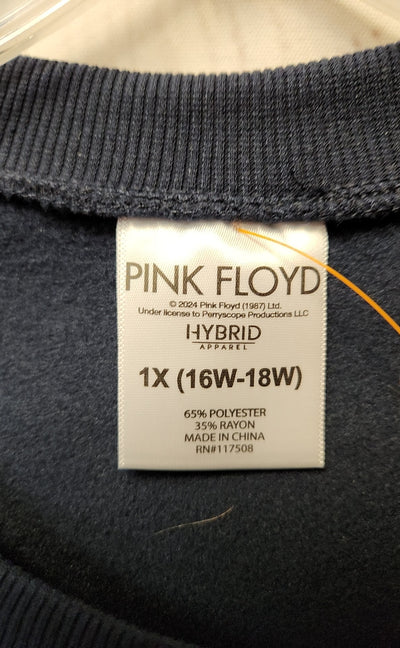 PINK FLOYD
© 2024 Pink Floyd (1987) Ltd.
Under license to Perryscope Productions LLC
HYBRID
APPAREL
1X (16W-18W)
65% POLYESTER
35% RAYON
MADE IN CHINA
RN#117508